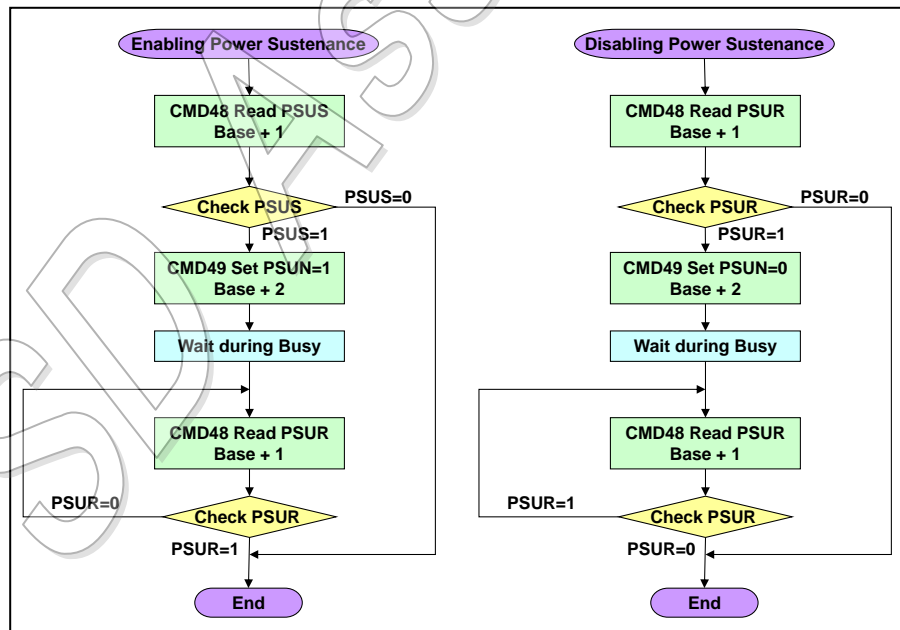 Enabling Power Sustenance
CMD48 Read PSUS
Base + 1
Check PSUS
PSUS=0
PSUS=1
CMD49 Set PSUN=1
Base + 2
Wait during Busy
CMD48 Read PSUR
Base + 1
PSUR=0
Check PSUR
PSUR=1
End
Disabling Power Sustenance
CMD48 Read PSUR
Base + 1
Check PSUR
PSUR=0
PSUR=1
CMD49 Set PSUN=0
Base + 2
Wait during Busy
CMD48 Read PSUR
Base + 1
PSUR=1
Check PSUR
PSUR=0
End
SD As